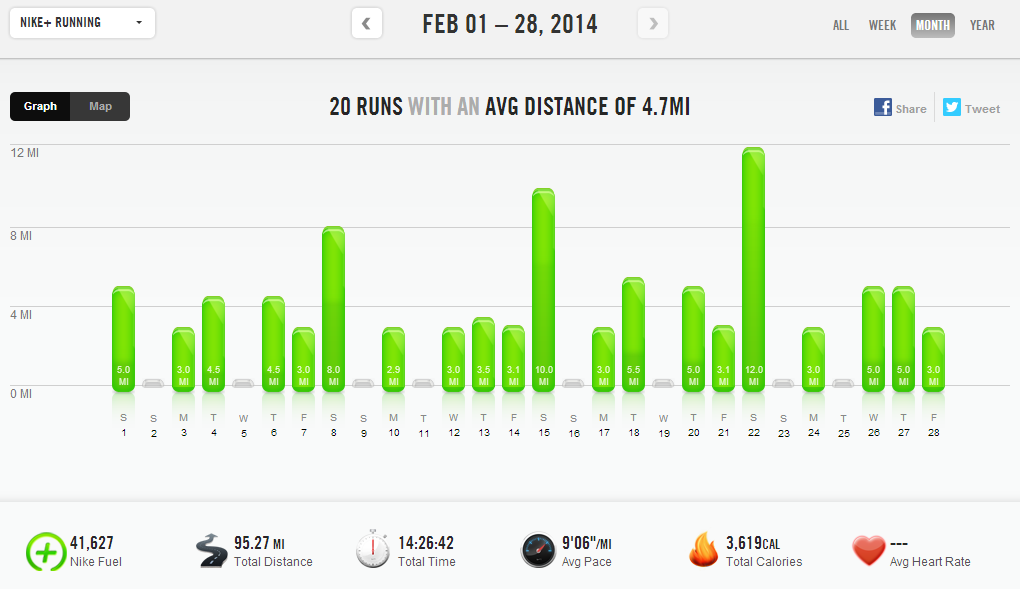 NIKE+ RUNNING
FEB 01 – 28, 2014
ALL WEEK MONTH YEAR
Graph Map
20 RUNS WITH AN AVG DISTANCE OF 4.7MI
Share Tweet
12 MI
8 MI
4 MI
0 MI
5.0 MI
3.0 MI
4.5 MI
4.5 MI
3.0 MI
8.0 MI
2.9 MI
3.0 MI
3.5 MI
3.1 MI
10.0 MI
3.0 MI
5.5 MI
5.0 MI
3.1 MI
12.0 MI
3.0 MI
5.0 MI
5.0 MI
3.0 MI
S S M T W T F S S M T W T F S S M T W T F S S M T W T F
1 2 3 4 5 6 7 8 9 10 11 12 13 14 15 16 17 18 19 20 21 22 23 24 25 26 27 28
41,627
Nike Fuel
95.27 MI
Total Distance
14:26:42
Total Time
9'06"/MI
Avg Pace
3,619CAL
Total Calories
---
Avg Heart Rate